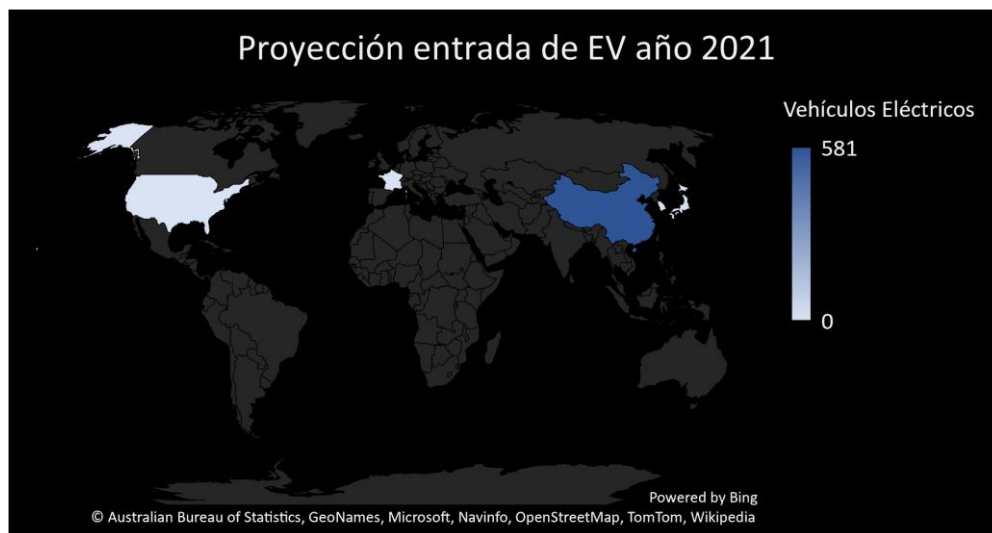 Proyección entrada de EV año 2021
Vehículos Eléctricos
581
0
Powered by Bing
© Australian Bureau of Statistics, GeoNames, Microsoft, Navinfo, OpenStreetMap, TomTom, Wikipedia